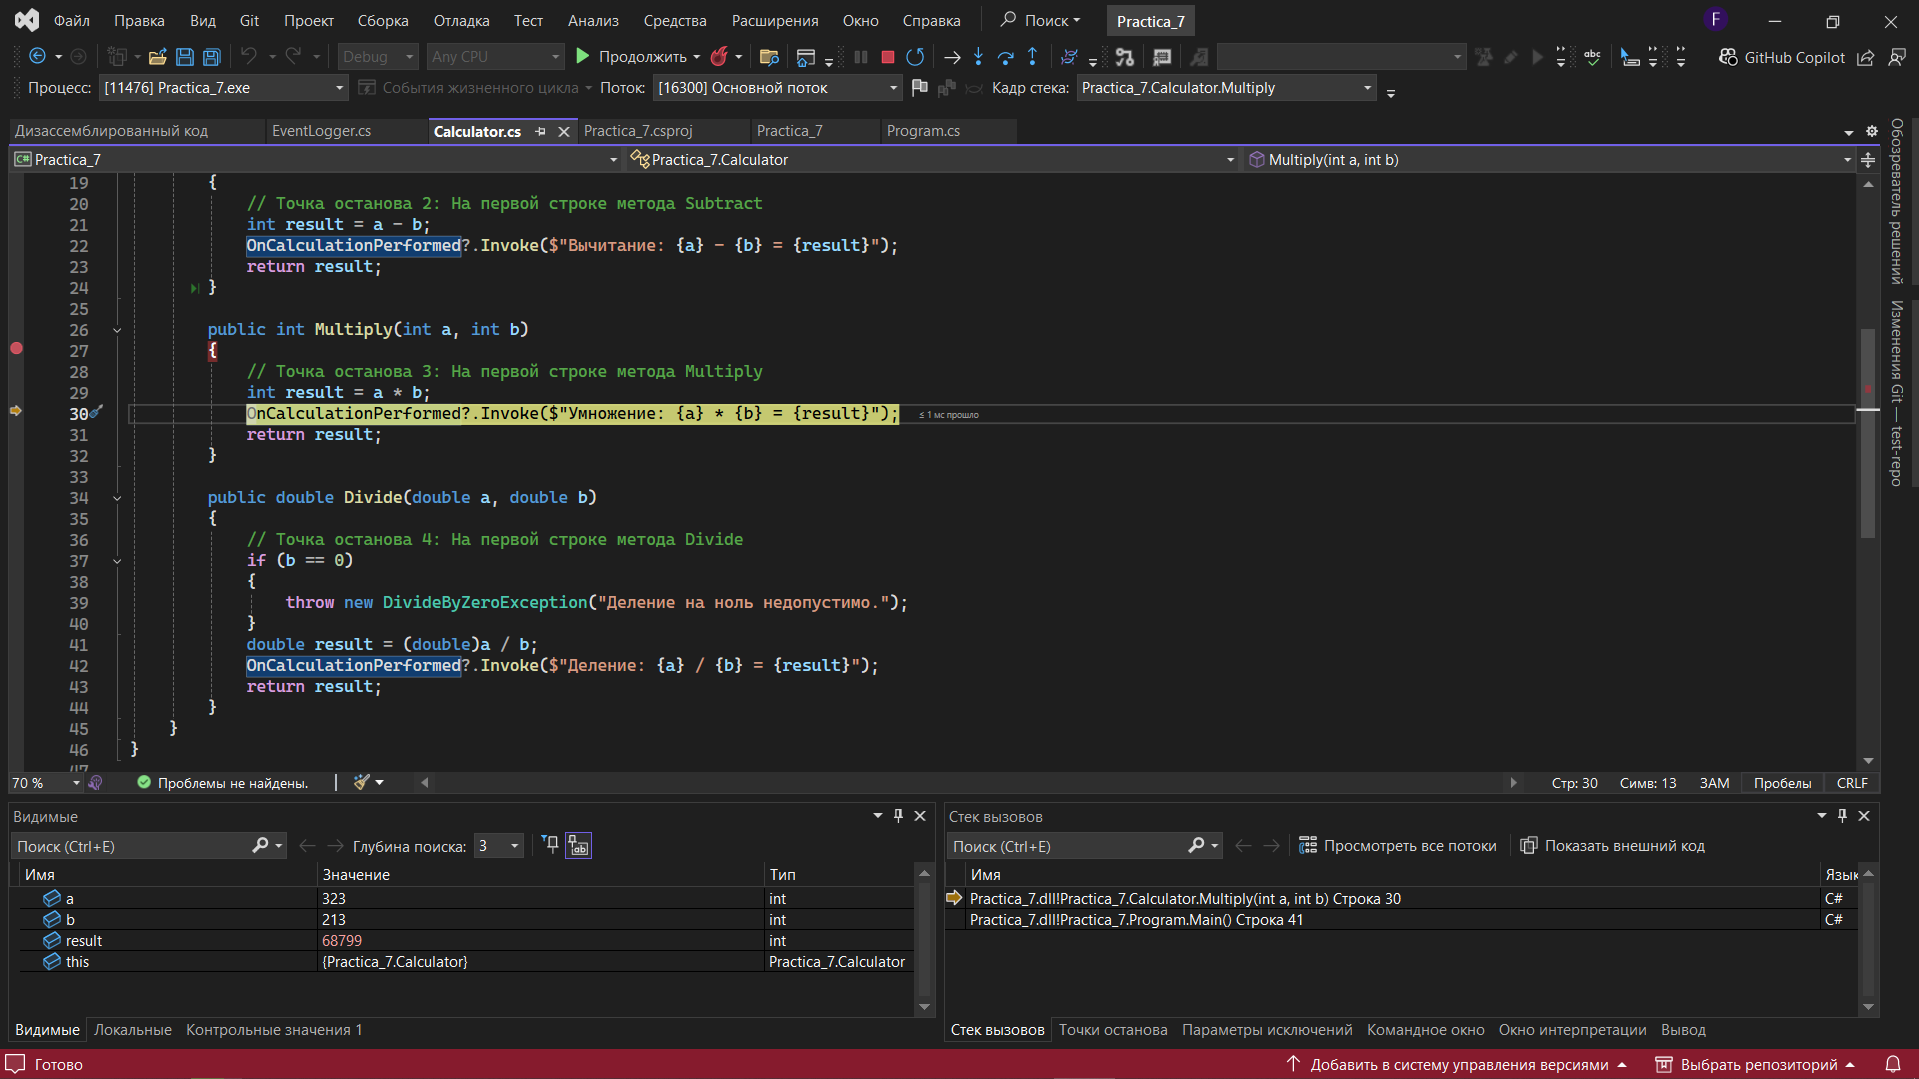 Файл Правка Вид Git Проект Сборка Отладка Тест Анализ Средства Расширения Окно Справка Поиск Practica_7 F
Debug Any CPU Продолжить abc GitHub Copilot
Процесс: [11476] Practica_7.exe События жизненного цикла Поток: [16300] Основной поток Кадр стека: Practica_7.Calculator.Multiply
Дизассемблированный код EventLogger.cs Calculator.cs Practica_7.csproj Practica_7 Program.cs
C# Practica_7 Practica_7.Calculator Multiply(int a, int b)
19 {
20 // Точка останова 2: На первой строке метода Subtract
21 int result = a - b;
22 OnCalculationPerformed?.Invoke($"Вычитание: {a} - {b} = {result}");
23 return result;
24 }
25
26 public int Multiply(int a, int b)
27 {
28 // Точка останова 3: На первой строке метода Multiply
29 int result = a * b;
30 OnCalculationPerformed?.Invoke($"Умножение: {a} * {b} = {result}"); ≤ 1 мс прошло
31 return result;
32 }
33
34 public double Divide(double a, double b)
35 {
36 // Точка останова 4: На первой строке метода Divide
37 if (b == 0)
38 {
39 throw new DivideByZeroException("Деление на ноль недопустимо.");
40 }
41 double result = (double)a / b;
42 OnCalculationPerformed?.Invoke($"Деление: {a} / {b} = {result}");
43 return result;
44 }
45 }
46 }
47
Обозреватель решений
Изменения Git — test-repo
70 % Проблемы не найдены. Стр: 30 Симв: 13 ЗАМ Пробелы CRLF
Видимые
Поиск (Ctrl+E) Глубина поиска: 3
Имя Значение Тип
a 323 int
b 213 int
result 68799 int
this {Practica_7.Calculator} Practica_7.Calculator
Видимые Локальные Контрольные значения 1
Стек вызовов
Поиск (Ctrl+E) Просмотреть все потоки Показать внешний код
Имя Язык
Practica_7.dll!Practica_7.Calculator.Multiply(int a, int b) Строка 30 C#
Practica_7.dll!Practica_7.Program.Main() Строка 41 C#
Стек вызовов Точки останова Параметры исключений Командное окно Окно интерпретации Вывод
Готово Добавить в систему управления версиями Выбрать репозиторий